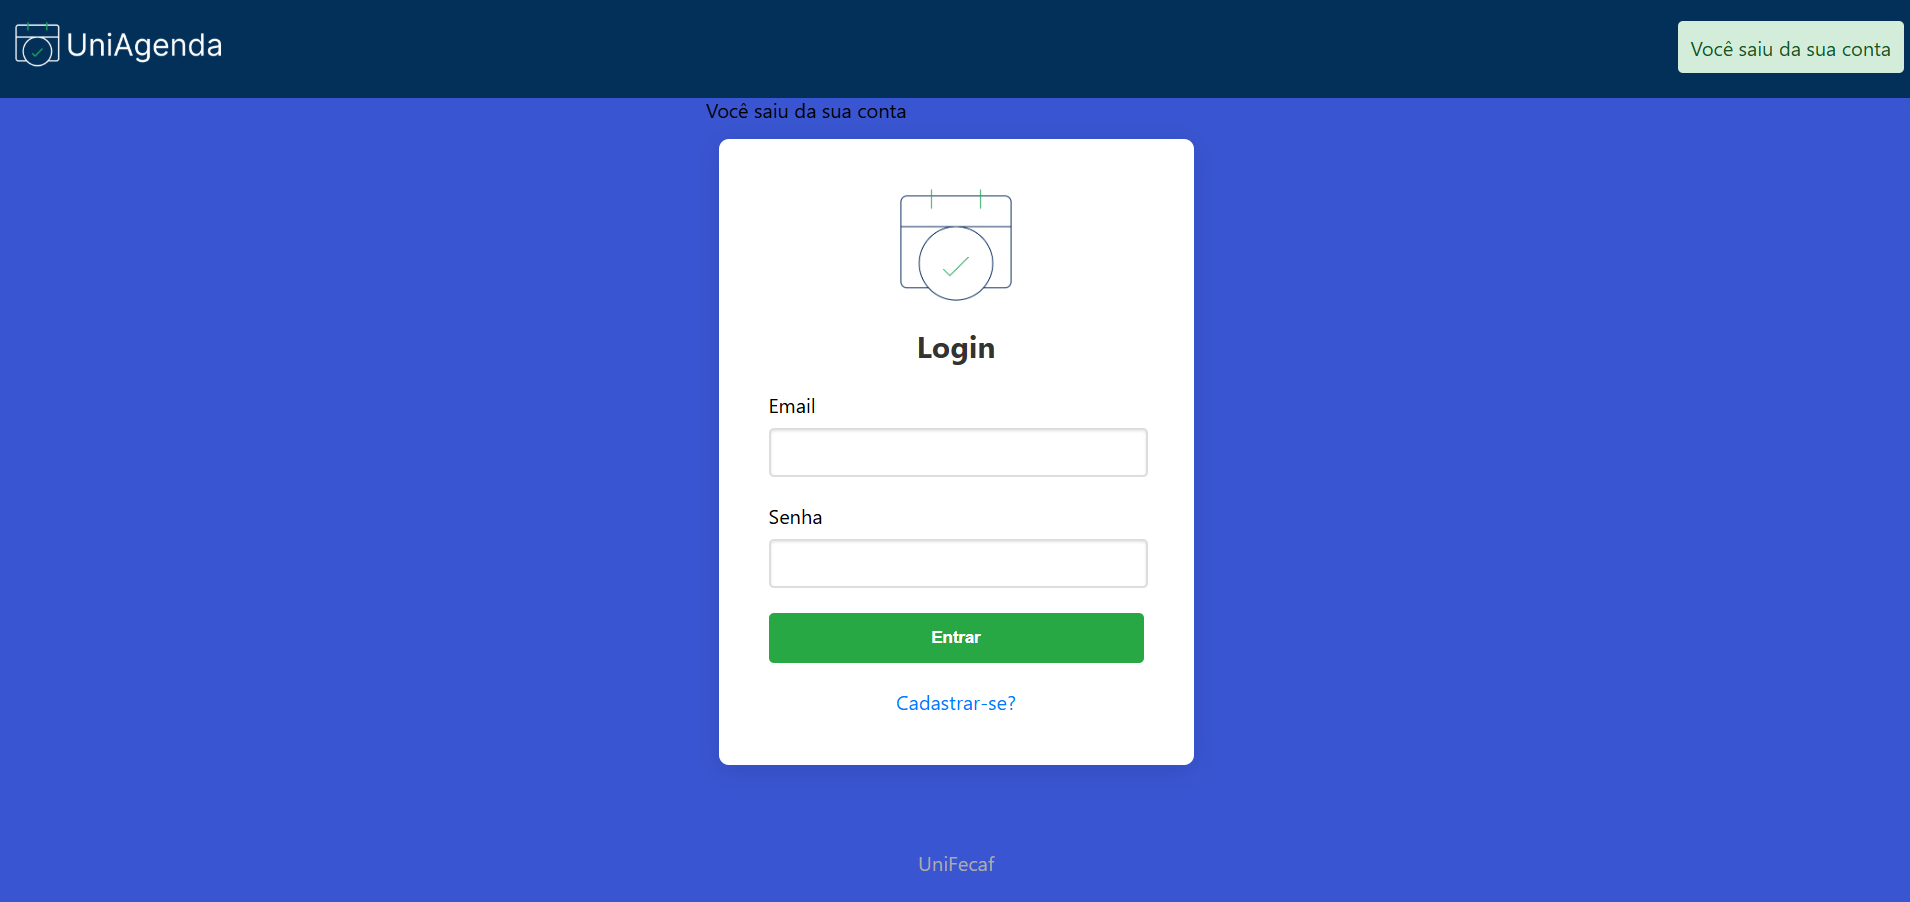 UniAgenda
Você saiu da sua conta
Você saiu da sua conta
Login
Email
Senha
Entrar
Cadastrar-se?
UniFecaf